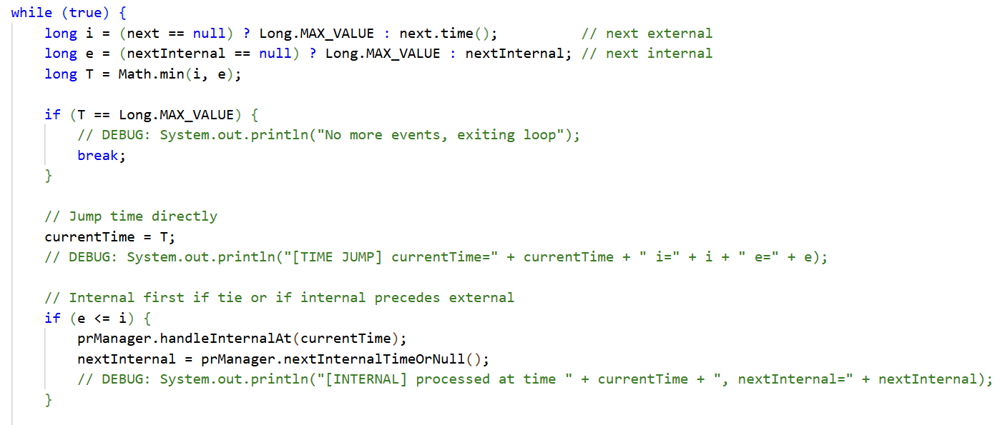 while (true) {
    long i = (next == null) ? Long.MAX_VALUE : next.time();          // next external
    long e = (nextInternal == null) ? Long.MAX_VALUE : nextInternal; // next internal
    long T = Math.min(i, e);

    if (T == Long.MAX_VALUE) {
        // DEBUG: System.out.println("No more events, exiting loop");
        break;
    }

    // Jump time directly
    currentTime = T;
    // DEBUG: System.out.println("[TIME JUMP] currentTime=" + currentTime + " i=" + i + " e=" + e);

    // Internal first if tie or if internal precedes external
    if (e <= i) {
        prManager.handleInternalAt(currentTime);
        nextInternal = prManager.nextInternalTimeOrNull();
        // DEBUG: System.out.println("[INTERNAL] processed at time " + currentTime + ", nextInternal=" + nextInternal);
    }